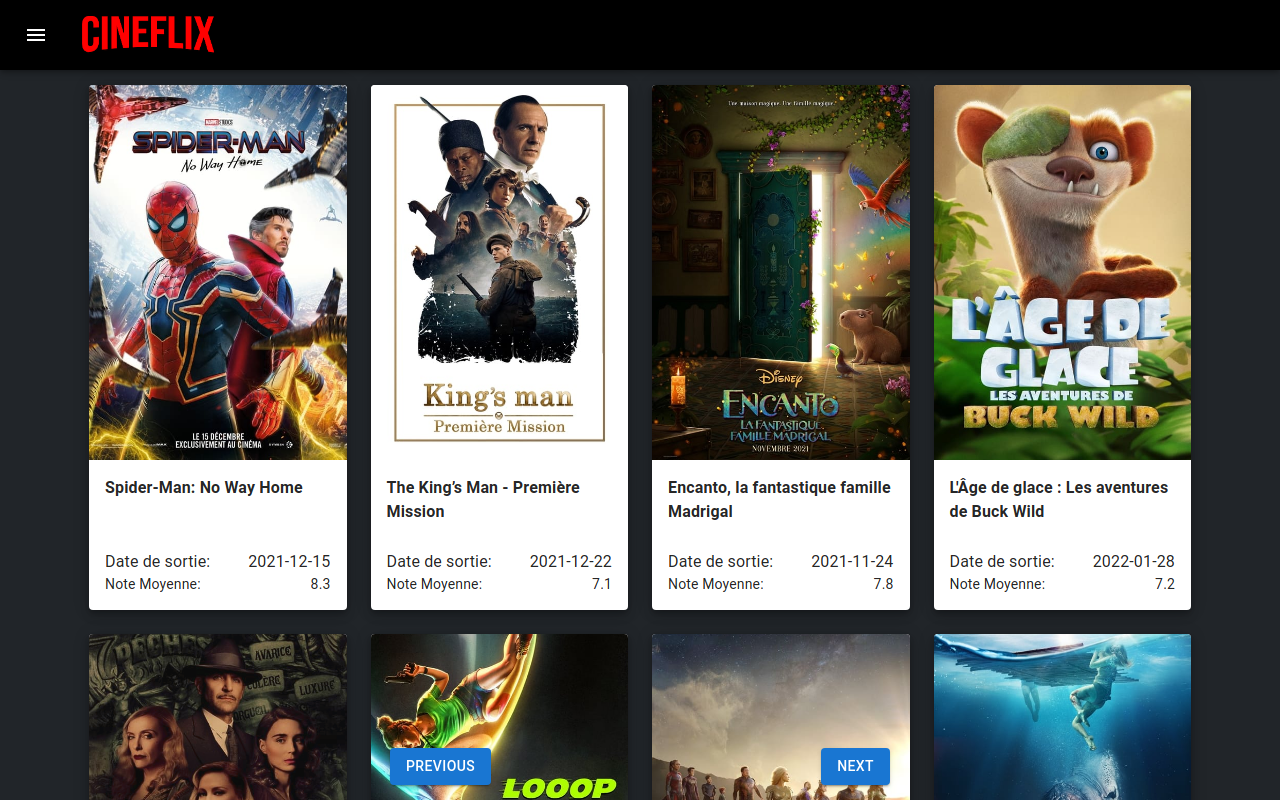 CINEFLIX
MARVEL STUDIOS
SPIDER-MAN
No Way Home
LE 15 DÉCEMBRE
EXCLUSIVEMENT AU CINÉMA
King's man
Première Mission
Une maison magique. Une famille magique.
DISNEY
ENCANTO
LA FANTASTIQUE
FAMILLE MADRIGAL
NOVEMBRE 2021
L'ÂGE DE
GLACE
LES AVENTURES DE
BUCK WILD
Spider-Man: No Way Home
Date de sortie: 2021-12-15
Note Moyenne: 8.3
The King’s Man - Première
Mission
Date de sortie: 2021-12-22
Note Moyenne: 7.1
Encanto, la fantastique famille
Madrigal
Date de sortie: 2021-11-24
Note Moyenne: 7.8
L'Âge de glace : Les aventures
de Buck Wild
Date de sortie: 2022-01-28
Note Moyenne: 7.2
AVARICE
LUXURE
PREVIOUS
LOOOP
NEXT